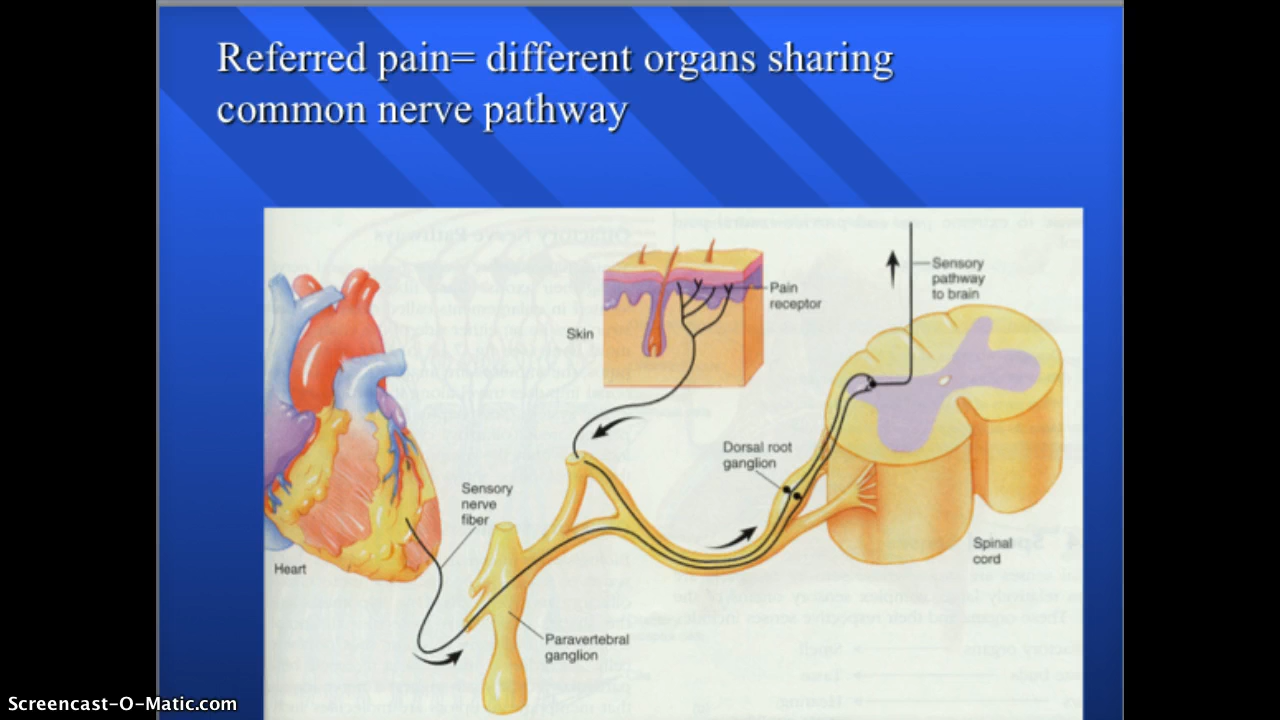 Referred pain= different organs sharing
common nerve pathway
Sensory
pathway
to brain
Pain
receptor
Skin
Dorsal root
ganglion
Sensory
nerve
fiber
Spinal
cord
Heart
Paravertebral
ganglion
Screencast-O-Matic.com